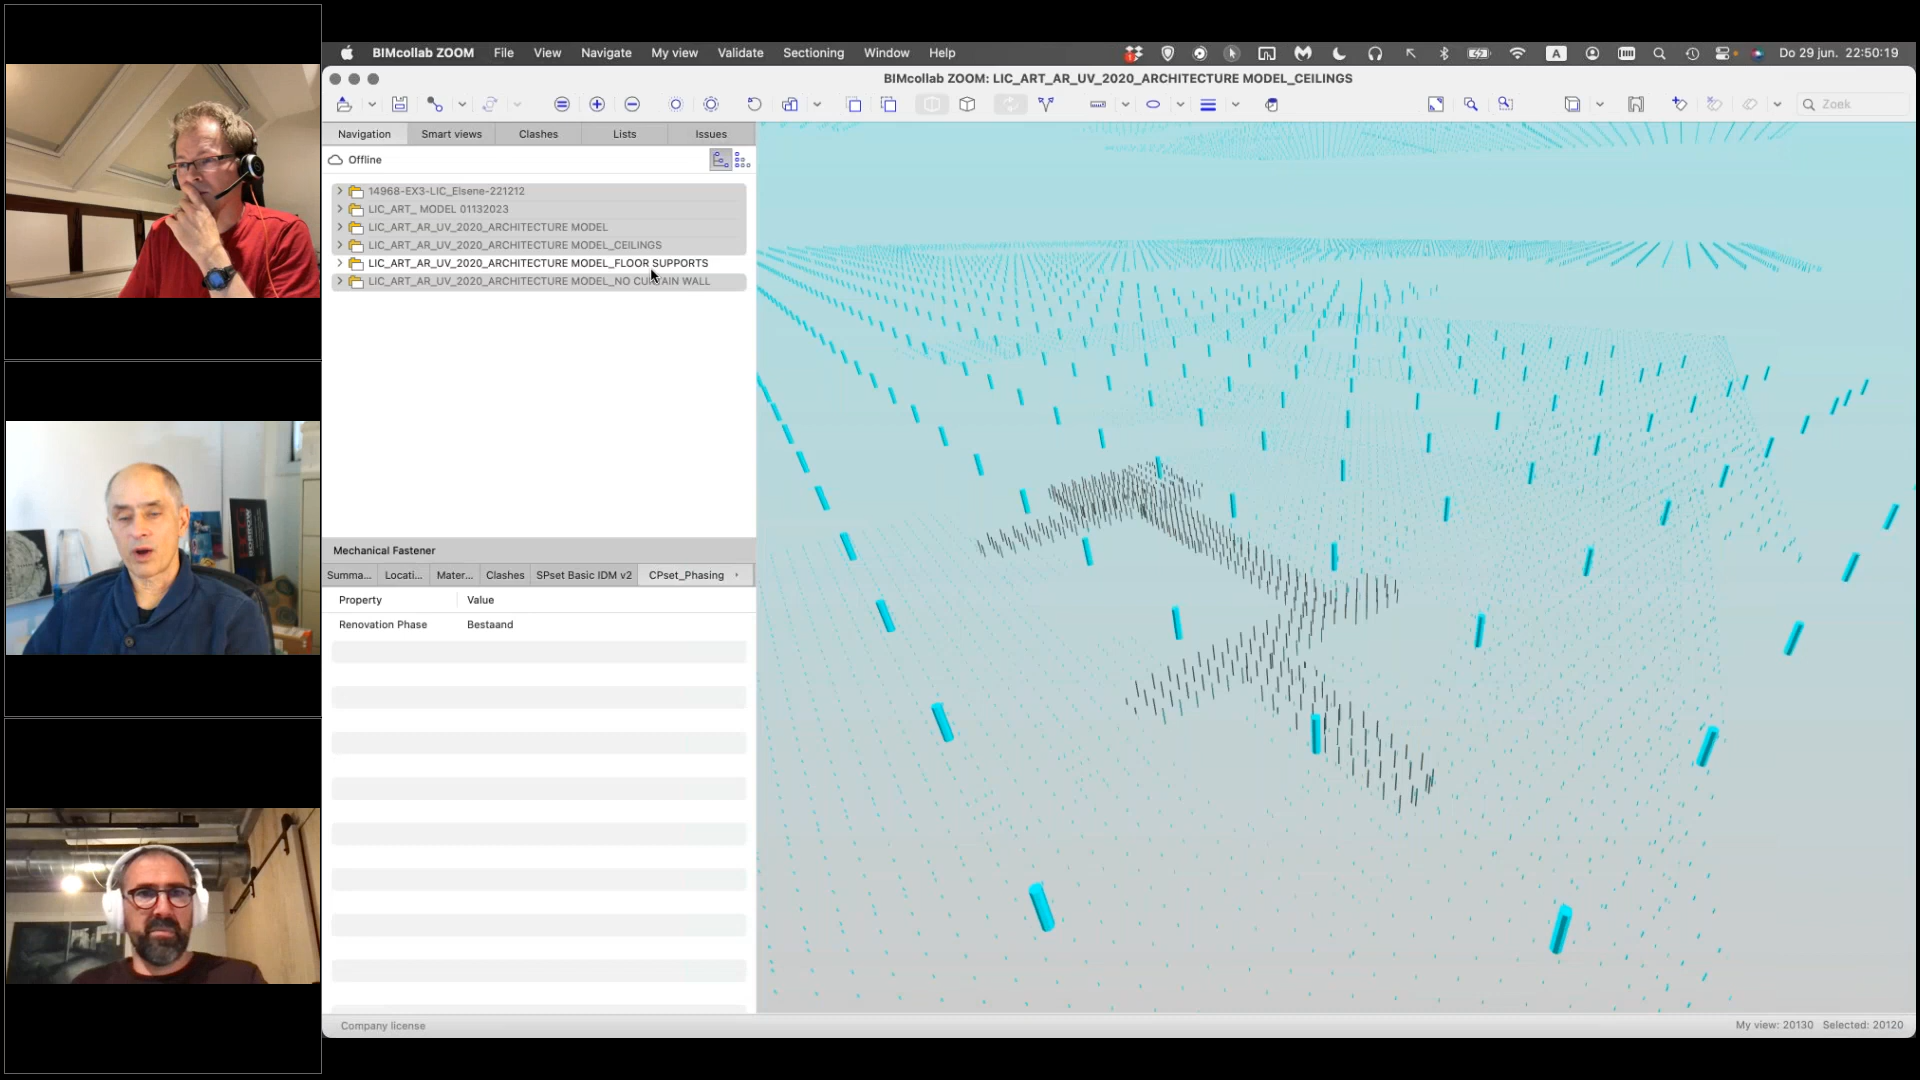 BIMcollab ZOOM File View Navigate My view Validate Sectioning Window Help
A
Do 29 jun. 22:50:19
BIMcollab ZOOM: LIC_ART_AR_UV_2020_ARCHITECTURE MODEL_CEILINGS
Zoek
Navigation Smart views Clashes Lists Issues
Offline
14968-EX3-LIC_Elsene-221212
LIC_ART_ MODEL 01132023
LIC_ART_AR_UV_2020_ARCHITECTURE MODEL
LIC_ART_AR_UV_2020_ARCHITECTURE MODEL_CEILINGS
LIC_ART_AR_UV_2020_ARCHITECTURE MODEL_FLOOR SUPPORTS
LIC_ART_AR_UV_2020_ARCHITECTURE MODEL_NO CURTAIN WALL
Mechanical Fastener
Summa... Locati... Mater... Clashes SPset Basic IDM v2 CPset_Phasing
Property Value
Renovation Phase Bestaand
Company license
My view: 20130 Selected: 20120